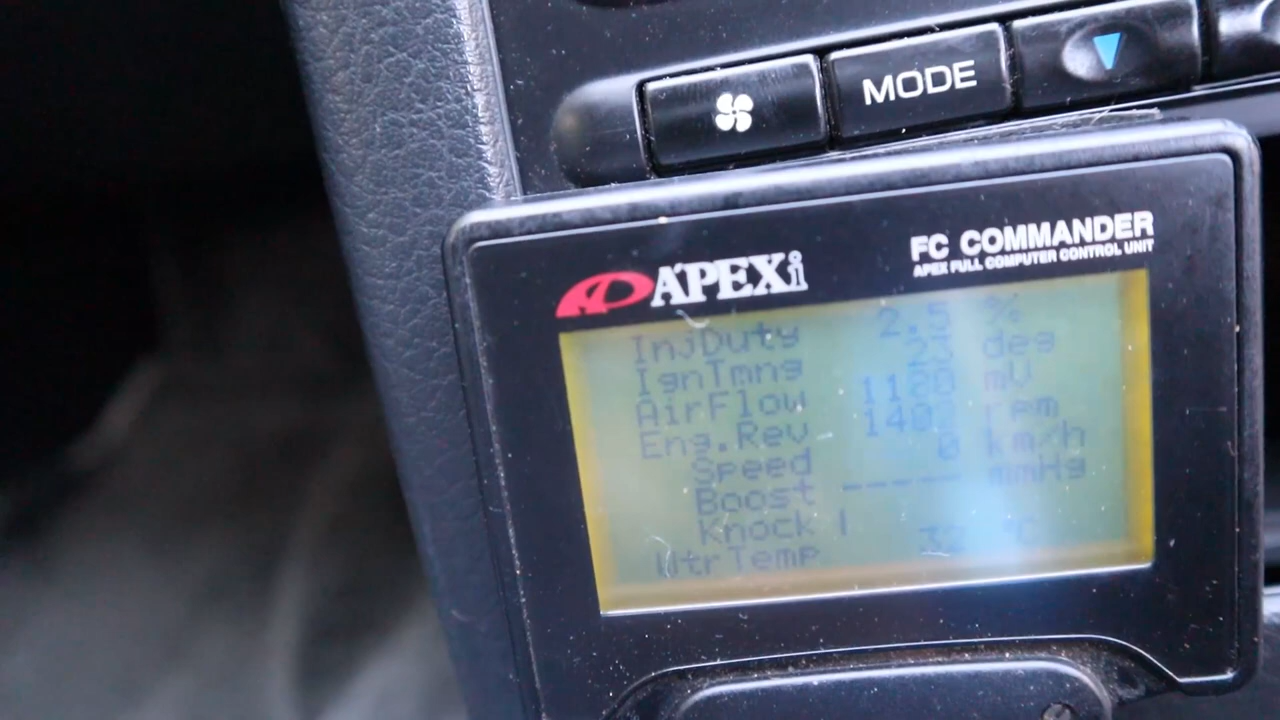 MODE
APEXi
FC COMMANDER
APEX FULL COMPUTER CONTROL UNIT
InjDuty 2.5 %
IgnTmng deg
AirFlow mV
Eng.Rev rpm
Speed 0 km/h
Boost ----- mmHg
Knock
WtrTemp 32 °C